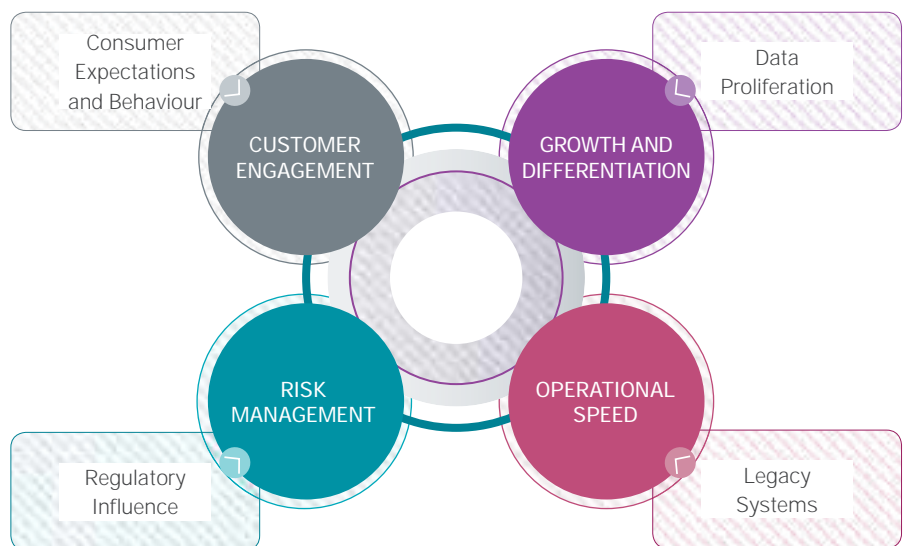 Consumer
Expectations
and Behaviour
Data
Proliferation
CUSTOMER
ENGAGEMENT
GROWTH AND
DIFFERENTIATION
RISK
MANAGEMENT
OPERATIONAL
SPEED
Regulatory
Influence
Legacy
Systems